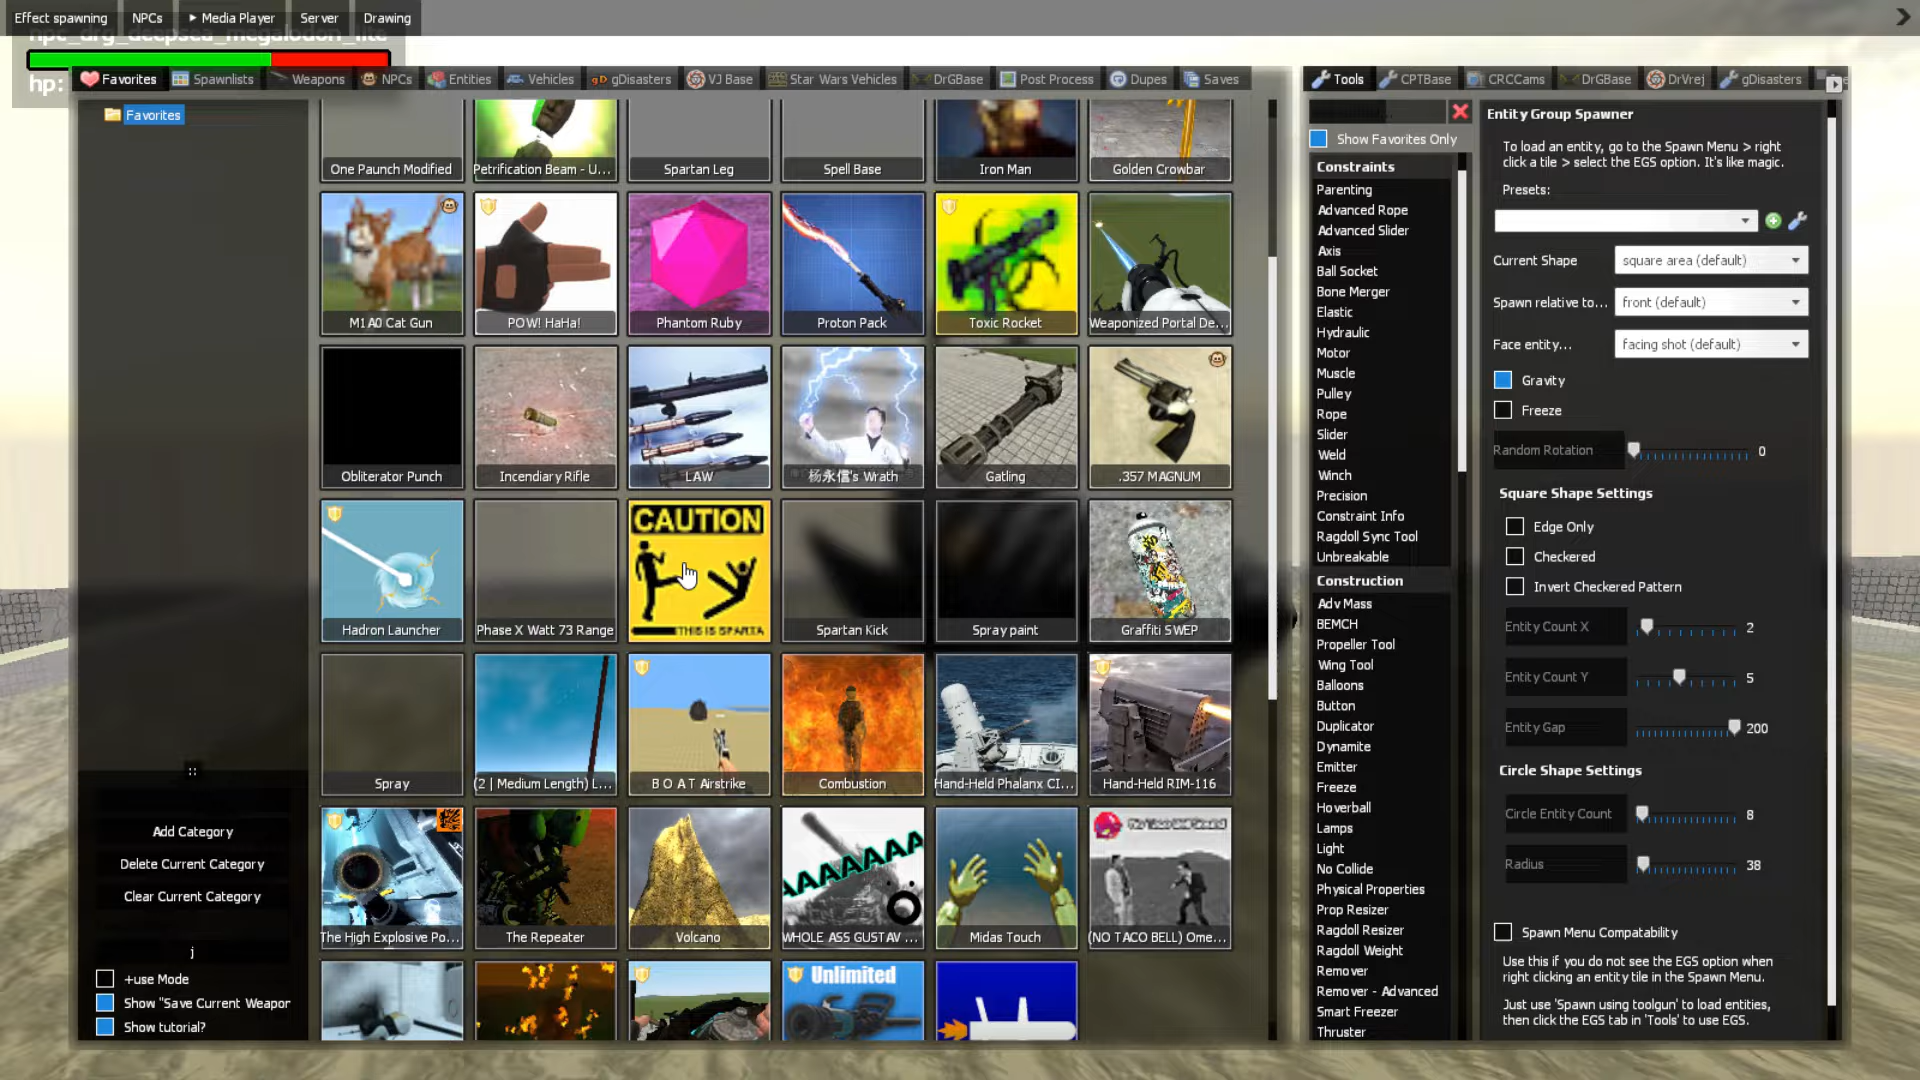 Effect spawning
NPCs
Media Player
Server
Drawing
npc_drg_deepsea_megalodon_lite
hp:
Favorites
Spawnlists
Weapons
NPCs
Entities
Vehicles
gDisasters
VJ Base
Star Wars Vehicles
DrGBase
Post Process
Dupes
Saves
Favorites
One Paunch Modified
Petrification Beam - U...
Spartan Leg
Spell Base
Iron Man
Golden Crowbar
M1A0 Cat Gun
POW! HaHa!
Phantom Ruby
Proton Pack
Toxic Rocket
Weaponized Portal De...
Obliterator Punch
Incendiary Rifle
LAW
杨永信's Wrath
Gatling
.357 MAGNUM
Hadron Launcher
Phase X Watt 73 Range
CAUTION
THIS IS SPARTA
Spartan Kick
Spray paint
Graffiti SWEP
Spray
(2 | Medium Length) L...
B O A T Airstrike
Combustion
Hand-Held Phalanx CI...
Hand-Held RIM-116
The High Explosive Po...
The Repeater
Volcano
AAAAAAA
WHOLE ASS GUSTAV ...
Midas Touch
(NO TACO BELL) Ome...
Unlimited
Add Category
Delete Current Category
Clear Current Category
j
+use Mode
Show "Save Current Weapon
Show tutorial?
Tools
CPTBase
CRCCams
DrGBase
DrVrej
gDisasters
Show Favorites Only
Constraints
Parenting
Advanced Rope
Advanced Slider
Axis
Ball Socket
Bone Merger
Elastic
Hydraulic
Motor
Muscle
Pulley
Rope
Slider
Weld
Winch
Precision
Constraint Info
Ragdoll Sync Tool
Unbreakable
Construction
Adv Mass
BEMCH
Propeller Tool
Wing Tool
Balloons
Button
Duplicator
Dynamite
Emitter
Freeze
Hoverball
Lamps
Light
No Collide
Physical Properties
Prop Resizer
Ragdoll Resizer
Ragdoll Weight
Remover
Remover - Advanced
Smart Freezer
Thruster
Entity Group Spawner
To load an entity, go to the Spawn Menu > right
click a tile > select the EGS option. It's like magic.
Presets:
Current Shape
square area (default)
Spawn relative to...
front (default)
Face entity...
facing shot (default)
Gravity
Freeze
Random Rotation
0
Square Shape Settings
Edge Only
Checkered
Invert Checkered Pattern
Entity Count X
2
Entity Count Y
5
Entity Gap
200
Circle Shape Settings
Circle Entity Count
8
Radius
38
Spawn Menu Compatability
Use this if you do not see the EGS option when
right clicking an entity tile in the Spawn Menu.
Just use 'Spawn using toolgun' to load entities,
then click the EGS tab in 'Tools' to use EGS.